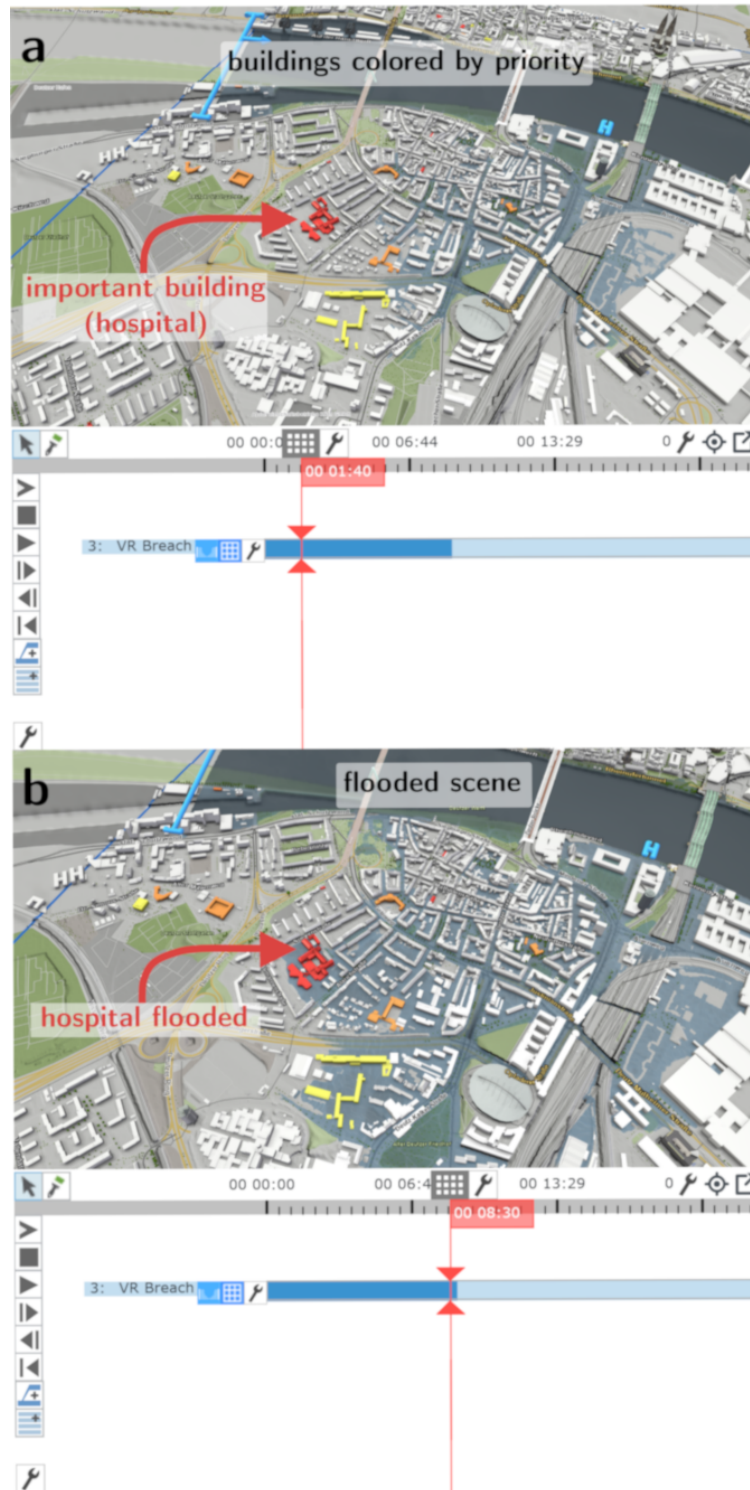 a
buildings colored by priority
important building
(hospital)
00 00:0
00 06:44
00 13:29
0
00 01:40
3: VR Breach
b
flooded scene
hospital flooded
00 00:00
00 06:4
00 13:29
0
00 08:30
3: VR Breach